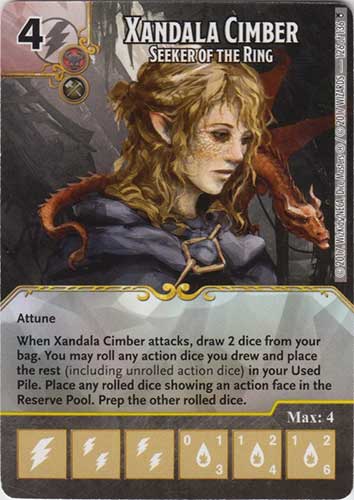 4
XANDALA CIMBER
SEEKER OF THE RING
Attune
When Xandala Cimber attacks, draw 2 dice from your
bag. You may roll any action dice you drew and place
the rest (including unrolled action dice) in your Used
Pile. Place any rolled dice showing an action face in the
Reserve Pool. Prep the other rolled dice.
Max: 4
0 1 1
1 2 2
3 4 6